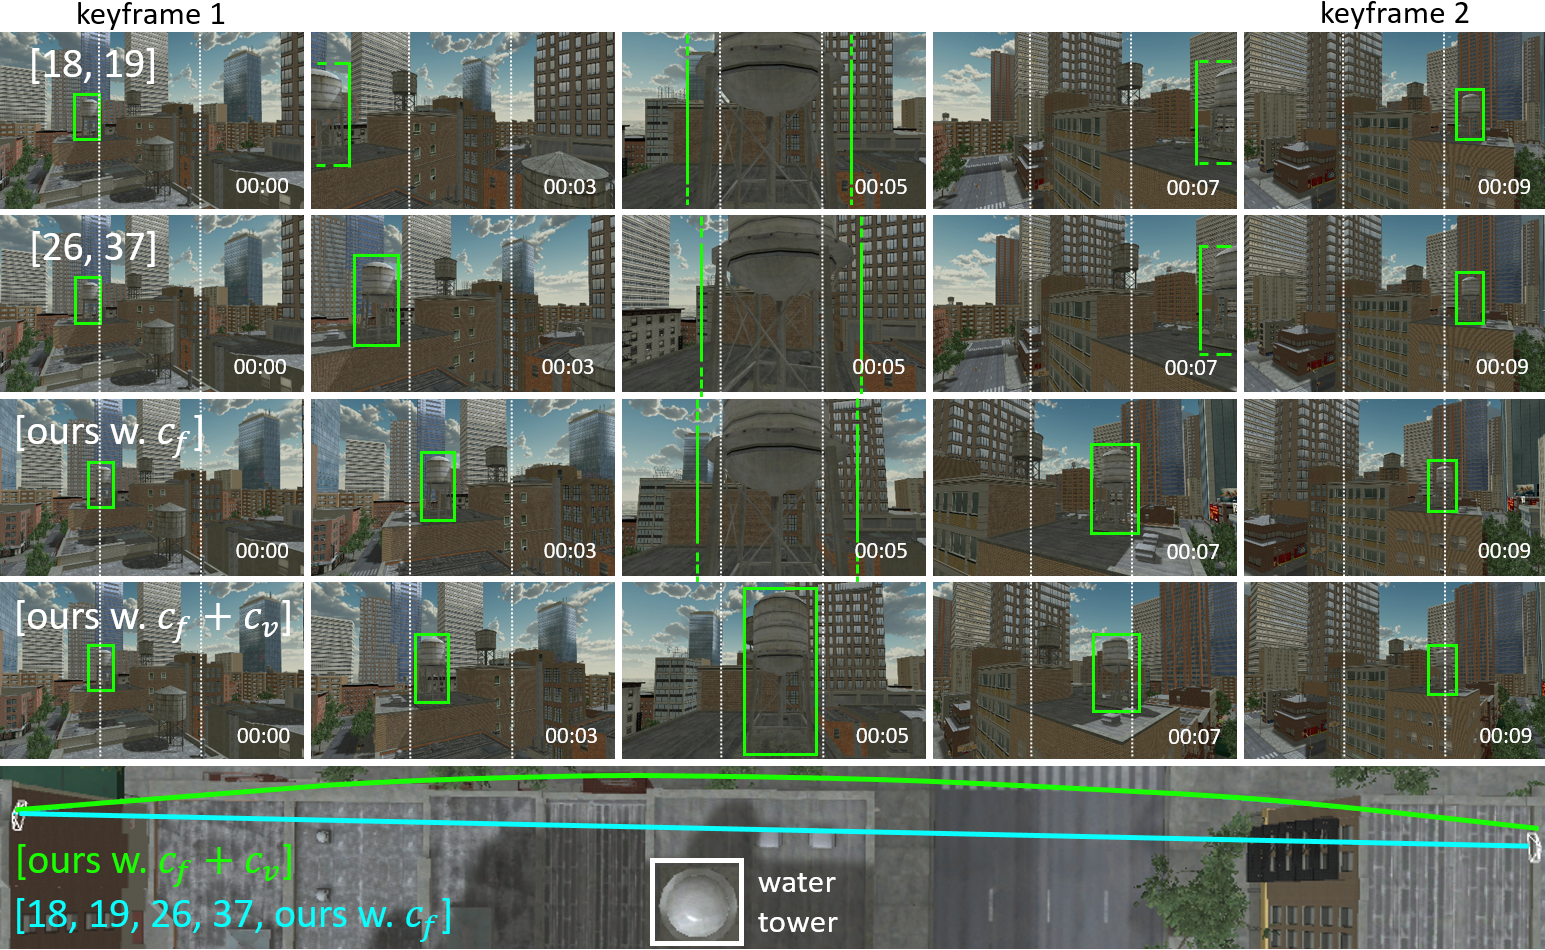 keyframe 1
keyframe 2
[18, 19]
00:00
00:03
00:05
00:07
00:09
[26, 37]
00:00
00:03
00:05
00:07
00:09
[ours w. c_f]
00:00
00:03
00:05
00:07
00:09
[ours w. c_f + c_v]
00:00
00:03
00:05
00:07
00:09
[ours w. c_f + c_v]
[18, 19, 26, 37, ours w. c_f]
water
tower